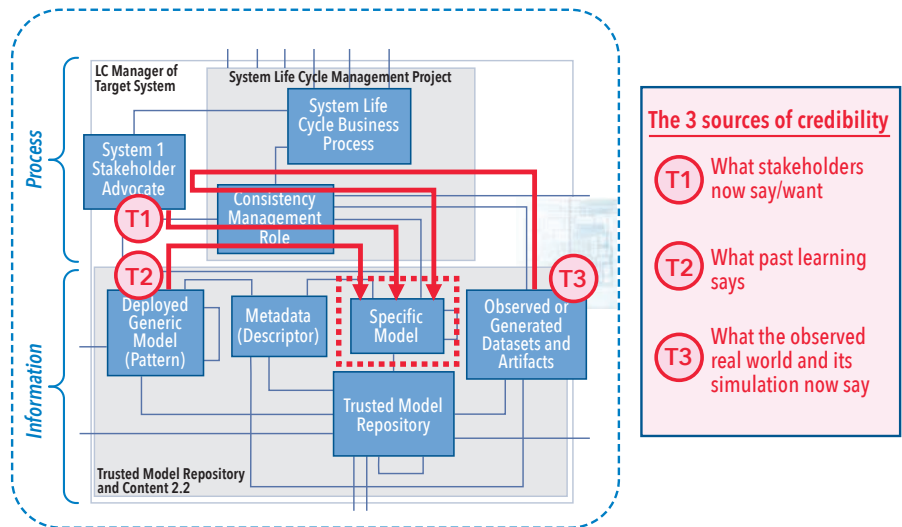 LC Manager of
Target System
System Life Cycle Management Project
System Life
Cycle Business
Process
System 1
Stakeholder
Advocate
Consistency
Management
Role
Process
T1
T2
T3
Deployed
Generic
Model
(Pattern)
Metadata
(Descriptor)
Specific
Model
Observed or
Generated
Datasets and
Artifacts
Trusted Model
Repository
Information
Trusted Model Repository
and Content 2.2
The 3 sources of credibility
T1
What stakeholders
now say/want
T2
What past learning
says
T3
What the observed
real world and its
simulation now say